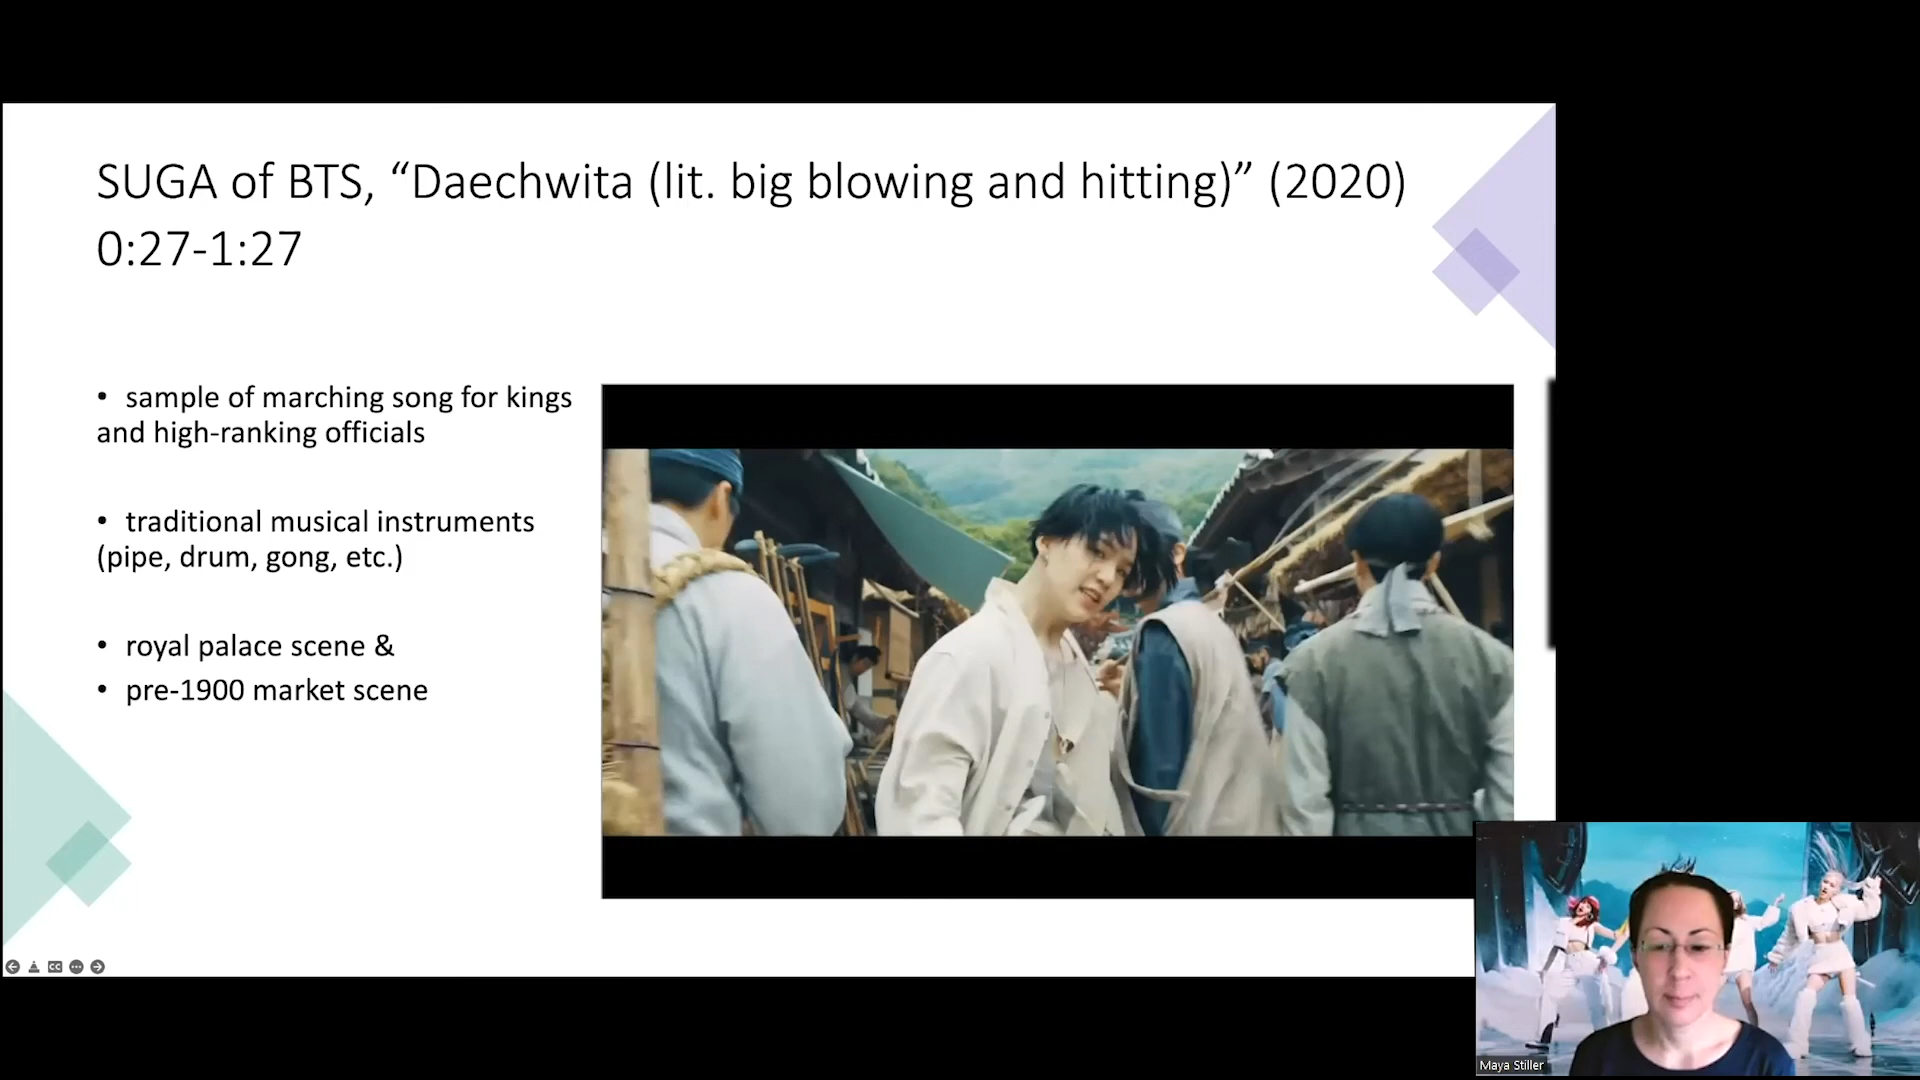 SUGA of BTS, “Daechwita (lit. big blowing and hitting)” (2020)
0:27-1:27
• sample of marching song for kings
and high-ranking officials
• traditional musical instruments
(pipe, drum, gong, etc.)
• royal palace scene &
• pre-1900 market scene
CC
Maya Stiller